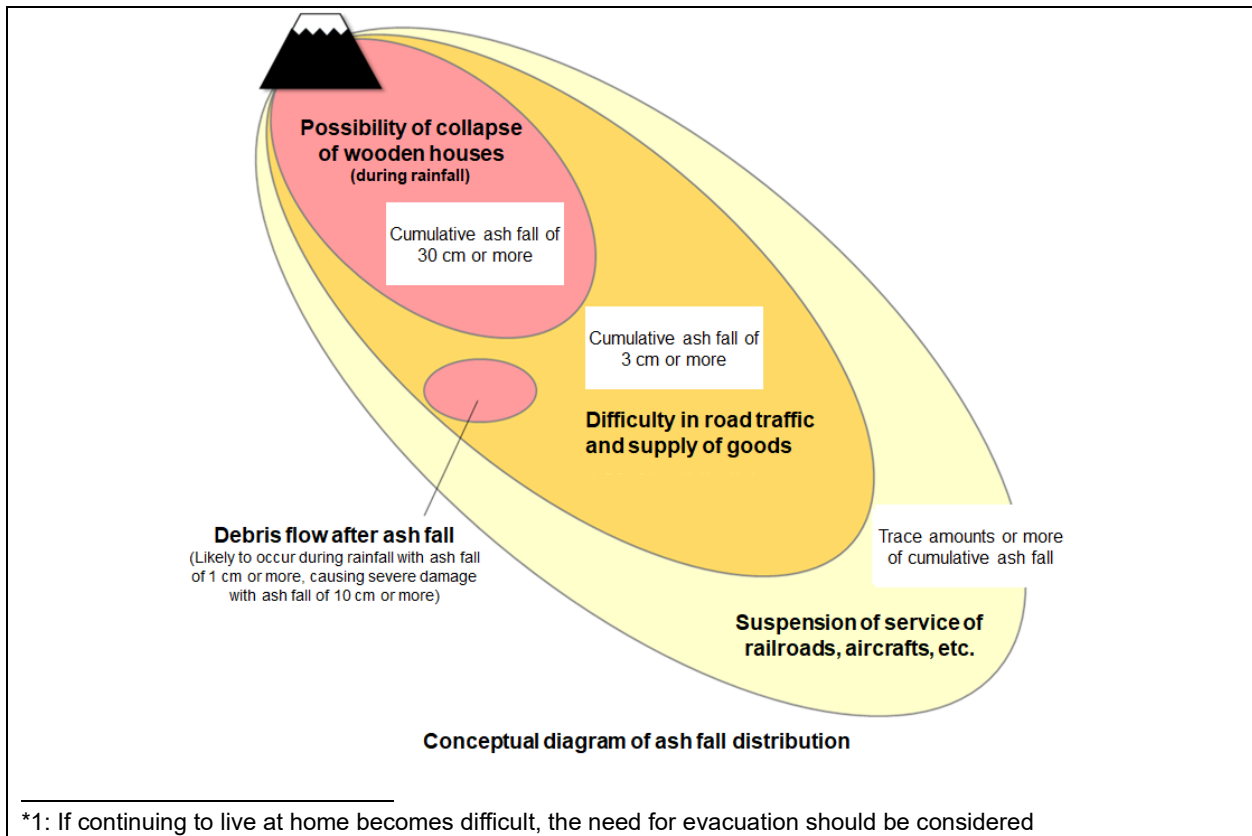 Possibility of collapse
of wooden houses
(during rainfall)
Cumulative ash fall of
30 cm or more
Cumulative ash fall of
3 cm or more
Difficulty in road traffic
and supply of goods
Debris flow after ash fall
(Likely to occur during rainfall with ash fall
of 1 cm or more, causing severe damage
with ash fall of 10 cm or more)
Trace amounts or more
of cumulative ash fall
Suspension of service of
railroads, aircrafts, etc.
Conceptual diagram of ash fall distribution
*1: If continuing to live at home becomes difficult, the need for evacuation should be considered